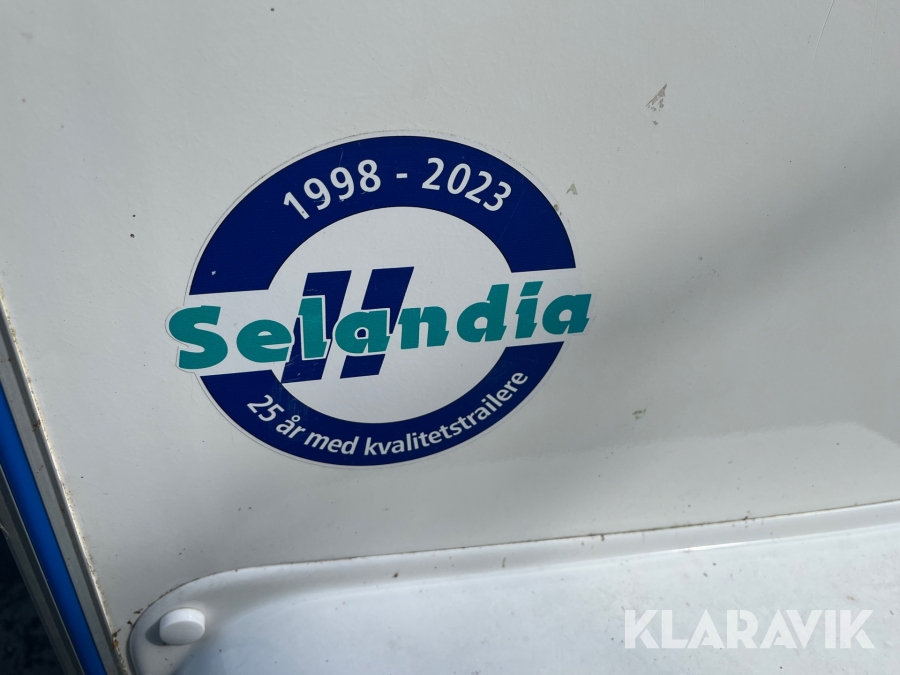 1998 - 2023
Selandia
25 år med kvalitetstrailere
KLARAVIK